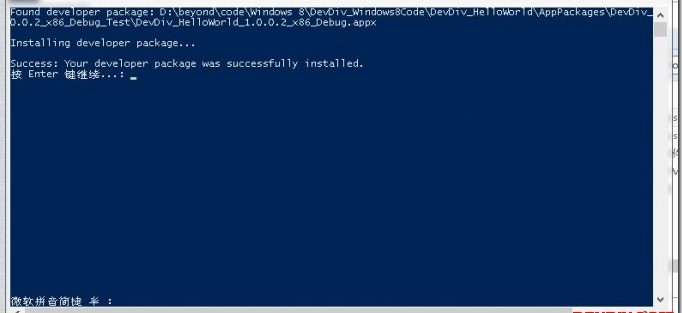 Found developer package: D:\beyond\code\Windows 8\DevDiv_Windows8Code\DevDiv_HelloWorld\AppPackages\DevDiv_
0.0.2_x86_Debug_Test\DevDiv_HelloWorld_1.0.0.2_x86_Debug.appx
Installing developer package...
Success: Your developer package was successfully installed.
按 Enter 键继续...: _
微软拼音简捷 半 :